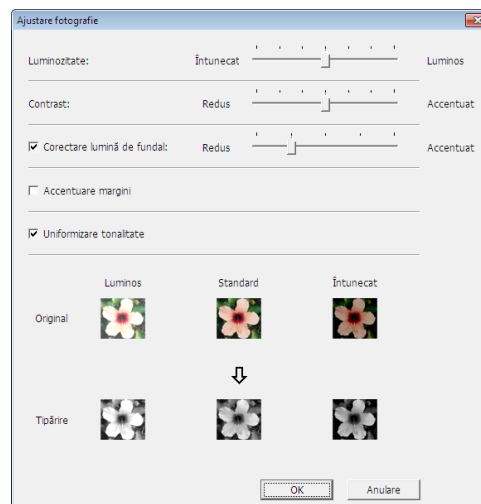 Ajustare fotografie
Luminozitate: Întunecat Luminos
Contrast: Redus Accentuat
Corectare lumină de fundal: Redus Accentuat
Accentuare margini
Uniformizare tonalitate
Luminos Standard Întunecat
Original
Tipărire
OK Anulare